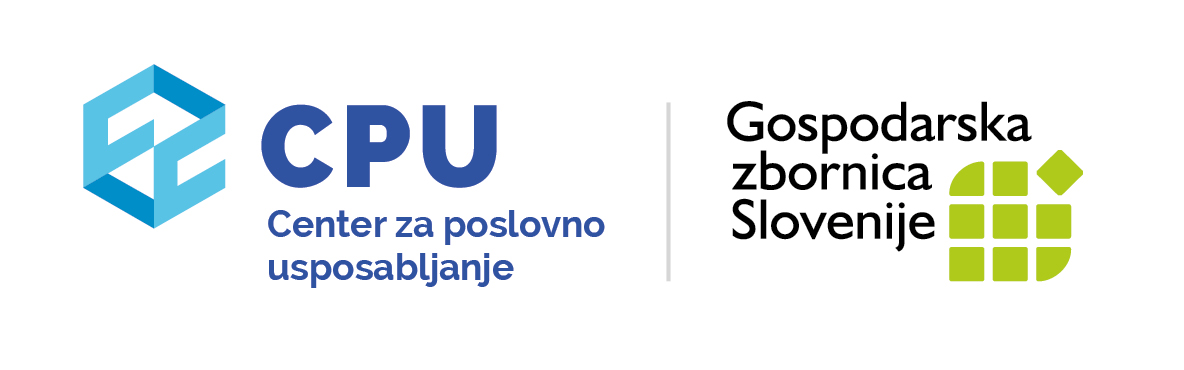 CPU
Center za poslovno
usposabljanje
Gospodarska
zbornica
Slovenije